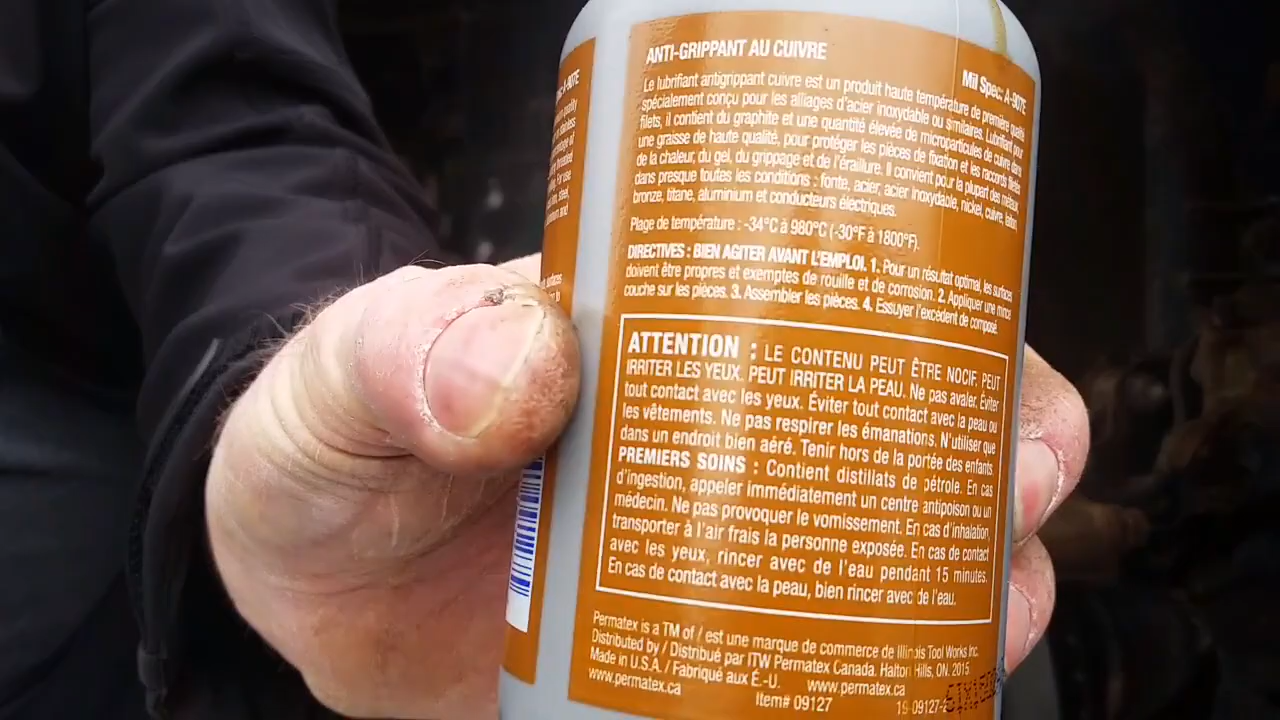 ANTI-GRIPPANT AU CUIVRE
Mil Spec: A-907E
Le lubrifiant antigrippant cuivre est un produit haute température de première qualité
spécialement conçu pour les alliages d'acier inoxydable ou similaires. Lubrifiant pour
filets, il contient du graphite et une quantité élevée de microparticules de cuivre dans
une graisse de haute qualité, pour protéger les pièces de fixation et les raccords filetés
de la chaleur, du gel, du grippage et de l'éraillure. Il convient pour la plupart des métaux,
dans presque toutes les conditions : fonte, acier, acier inoxydable, nickel, cuivre, laiton,
bronze, titane, aluminium et conducteurs électriques.
Plage de température : -34°C à 980°C (-30°F à 1800°F).
DIRECTIVES : BIEN AGITER AVANT L'EMPLOI. 1. Pour un résultat optimal, les surfaces
doivent être propres et exemptes de rouille et de corrosion. 2. Appliquer une mince
couche sur les pièces. 3. Assembler les pièces. 4. Essuyer l'excédent de composé.
ATTENTION : LE CONTENU PEUT ÊTRE NOCIF. PEUT
IRRITER LES YEUX. PEUT IRRITER LA PEAU. Ne pas avaler. Éviter
tout contact avec les yeux. Éviter tout contact avec la peau ou
les vêtements. Ne pas respirer les émanations. N'utiliser que
dans un endroit bien aéré. Tenir hors de la portée des enfants.
PREMIERS SOINS : Contient distillats de pétrole. En cas
d'ingestion, appeler immédiatement un centre antipoison ou un
médecin. Ne pas provoquer le vomissement. En cas d'inhalation,
transporter à l'air frais la personne exposée. En cas de contact
avec les yeux, rincer avec de l'eau pendant 15 minutes.
En cas de contact avec la peau, bien rincer avec de l'eau.
Permatex is a TM of / est une marque de commerce de Illinois Tool Works Inc.
Distributed by / Distribué par ITW Permatex Canada. Halton Hills, ON. 2015
Made in U.S.A. / Fabriqué aux É.-U. www.permatex.ca
www.permatex.ca Item# 09127